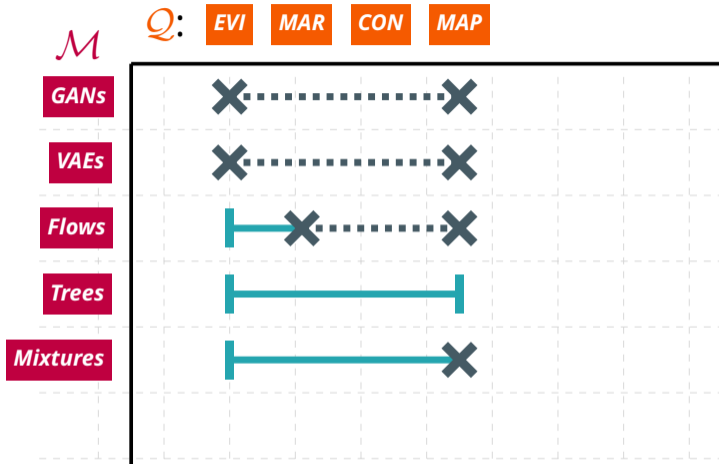 𝒬: EVI MAR CON MAP
ℳ
GANs
VAEs
Flows
Trees
Mixtures